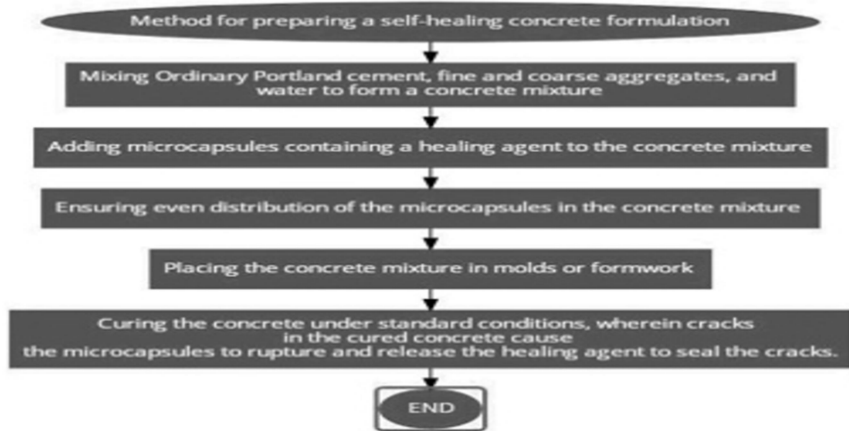 Method for preparing a self-healing concrete formulation
Mixing Ordinary Portland cement, fine and coarse aggregates, and
water to form a concrete mixture
Adding microcapsules containing a healing agent to the concrete mixture
Ensuring even distribution of the microcapsules in the concrete mixture
Placing the concrete mixture in molds or formwork
Curing the concrete under standard conditions, wherein cracks
in the cured concrete cause
the microcapsules to rupture and release the healing agent to seal the cracks.
END